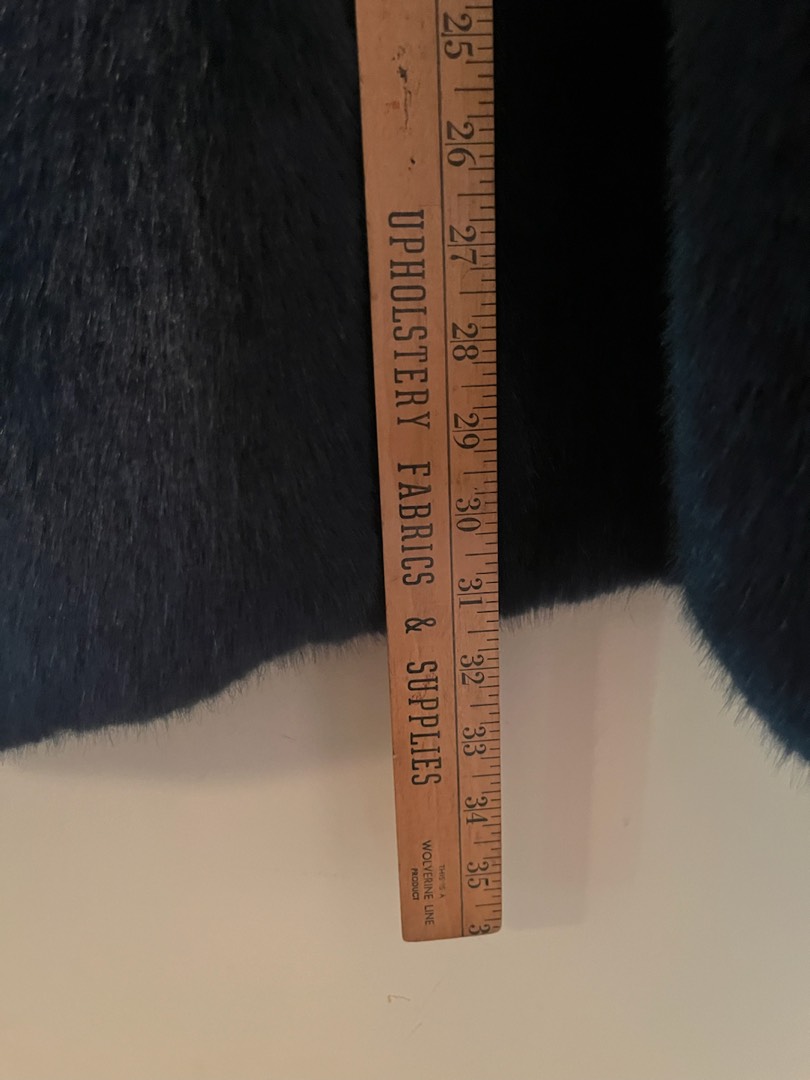 25 26 27 28 29 30 31 32 33 34 35 3
UPHOLSTERY FABRICS & SUPPLIES
THIS IS A
WOLVERINE LINE
PRODUCT